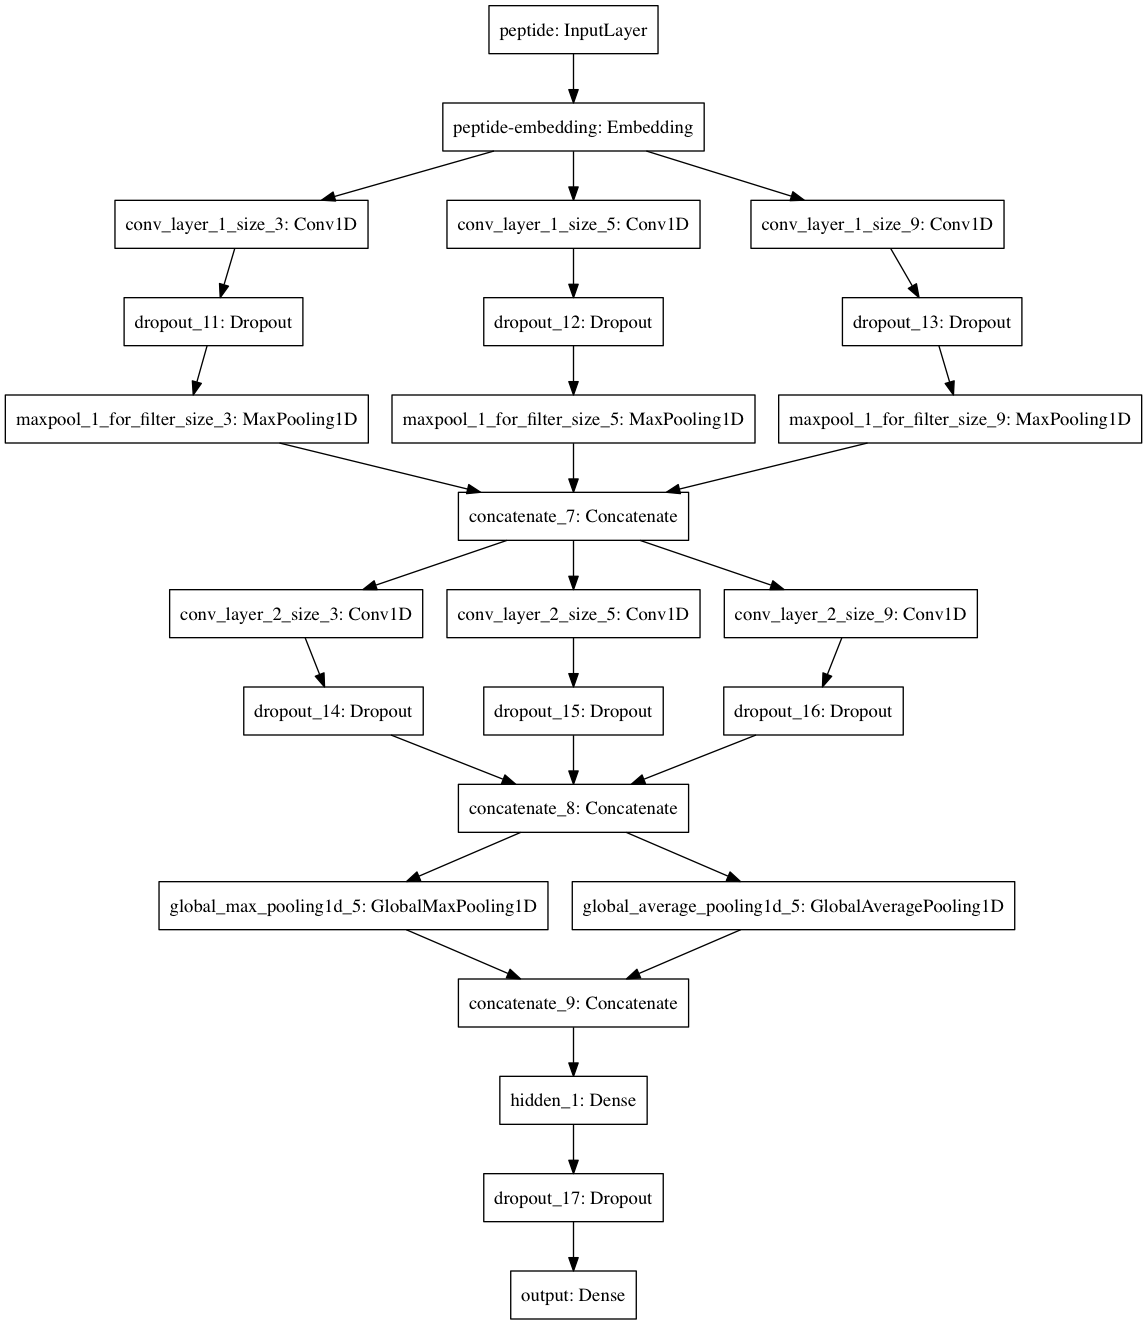 peptide: InputLayer
peptide-embedding: Embedding
conv_layer_1_size_3: Conv1D
conv_layer_1_size_5: Conv1D
conv_layer_1_size_9: Conv1D
dropout_11: Dropout
dropout_12: Dropout
dropout_13: Dropout
maxpool_1_for_filter_size_3: MaxPooling1D
maxpool_1_for_filter_size_5: MaxPooling1D
maxpool_1_for_filter_size_9: MaxPooling1D
concatenate_7: Concatenate
conv_layer_2_size_3: Conv1D
conv_layer_2_size_5: Conv1D
conv_layer_2_size_9: Conv1D
dropout_14: Dropout
dropout_15: Dropout
dropout_16: Dropout
concatenate_8: Concatenate
global_max_pooling1d_5: GlobalMaxPooling1D
global_average_pooling1d_5: GlobalAveragePooling1D
concatenate_9: Concatenate
hidden_1: Dense
dropout_17: Dropout
output: Dense